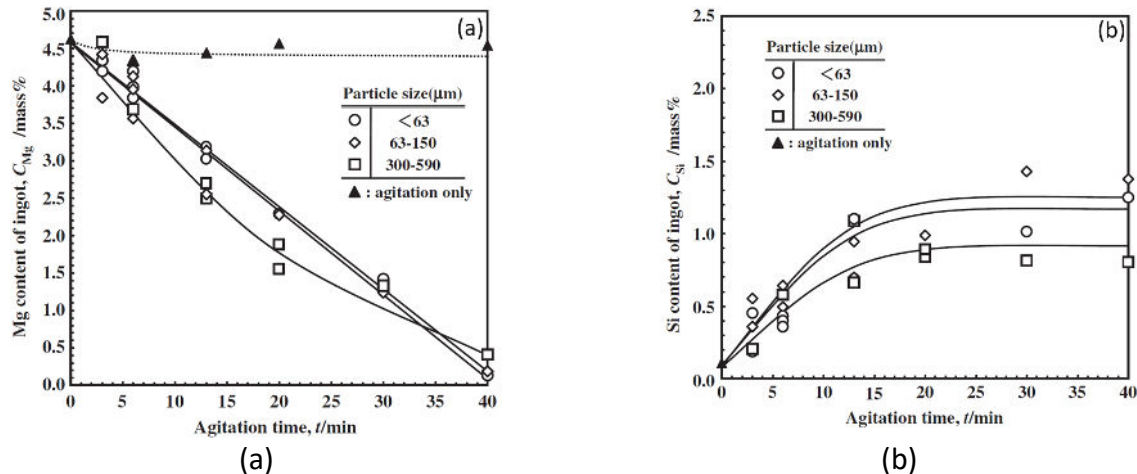 (a)
Mg content of ingot, C_Mg /mass%
5.0
4.5
4.0
3.5
3.0
2.5
2.0
1.5
1.0
0.5
0.0
Particle size(μm)
○ <63
◇ 63-150
□ 300-590
▲ : agitation only
0 5 10 15 20 25 30 35 40
Agitation time, t/min
(a)
(b)
Si content of ingot, C_Si /mass%
2.5
2.0
1.5
1.0
0.5
0.0
Particle size(μm)
○ <63
◇ 63-150
□ 300-590
▲ : agitation only
0 5 10 15 20 25 30 35 40
Agitation time, t/min
(b)